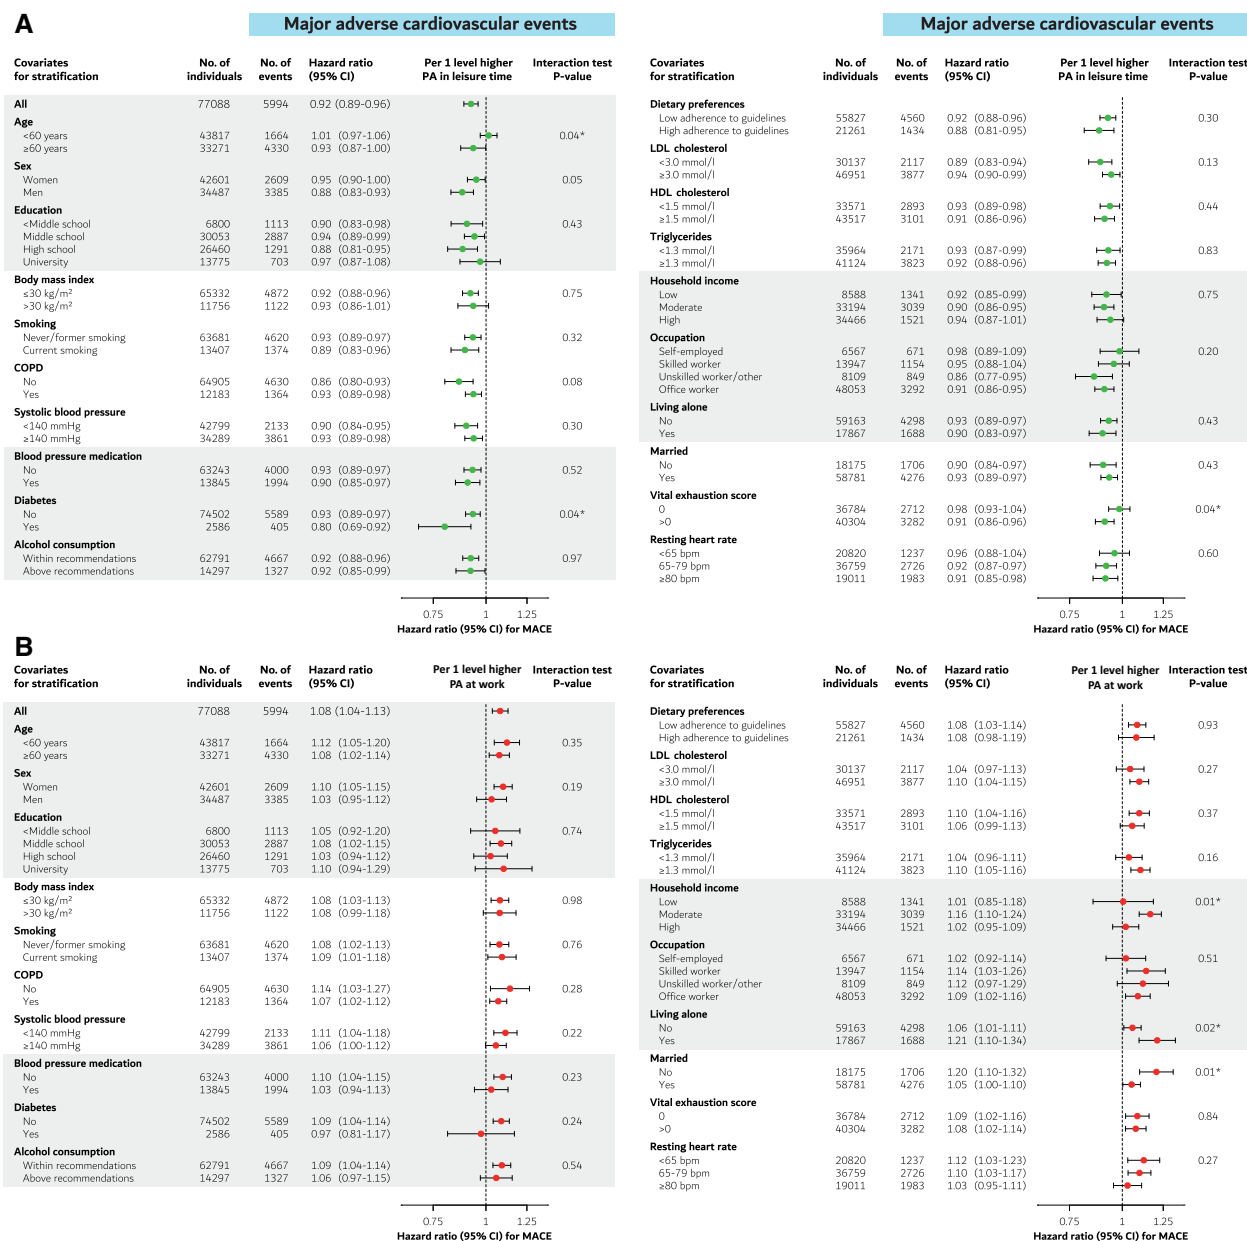 A
Major adverse cardiovascular events
Covariates for stratification No. of individuals No. of events Hazard ratio (95% CI) Per 1 level higher PA in leisure time Interaction test P-value
All 77088 5994 0.92 (0.89-0.96)
Age
<60 years 43817 1664 1.01 (0.97-1.06) 0.04*
≥60 years 33271 4330 0.93 (0.87-1.00)
Sex
Women 42601 2609 0.95 (0.90-1.00) 0.05
Men 34487 3385 0.88 (0.83-0.93)
Education
<Middle school 6800 1113 0.90 (0.83-0.98) 0.43
Middle school 30053 2887 0.94 (0.89-0.99)
High school 26460 1291 0.88 (0.81-0.95)
University 13775 703 0.97 (0.87-1.08)
Body mass index
≤30 kg/m² 65332 4872 0.92 (0.88-0.96) 0.75
>30 kg/m² 11756 1122 0.93 (0.86-1.01)
Smoking
Never/former smoking 63681 4620 0.93 (0.89-0.97) 0.32
Current smoking 13407 1374 0.89 (0.83-0.96)
COPD
No 64905 4630 0.86 (0.80-0.93) 0.08
Yes 12183 1364 0.93 (0.89-0.98)
Systolic blood pressure
<140 mmHg 42799 2133 0.90 (0.84-0.95) 0.30
≥140 mmHg 34289 3861 0.93 (0.89-0.98)
Blood pressure medication
No 63243 4000 0.93 (0.89-0.97) 0.52
Yes 13845 1994 0.90 (0.85-0.97)
Diabetes
No 74502 5589 0.93 (0.89-0.97) 0.04*
Yes 2586 405 0.80 (0.69-0.92)
Alcohol consumption
Within recommendations 62791 4667 0.92 (0.88-0.96) 0.97
Above recommendations 14297 1327 0.92 (0.85-0.99)
0.75 1 1.25
Hazard ratio (95% CI) for MACE
Major adverse cardiovascular events
Covariates for stratification No. of individuals No. of events Hazard ratio (95% CI) Per 1 level higher PA in leisure time Interaction test P-value
Dietary preferences
Low adherence to guidelines 55827 4560 0.92 (0.88-0.96) 0.30
High adherence to guidelines 21261 1434 0.88 (0.81-0.95)
LDL cholesterol
<3.0 mmol/l 30137 2117 0.89 (0.83-0.94) 0.13
≥3.0 mmol/l 46951 3877 0.94 (0.90-0.99)
HDL cholesterol
<1.5 mmol/l 33571 2893 0.93 (0.89-0.98) 0.44
≥1.5 mmol/l 43517 3101 0.91 (0.86-0.96)
Triglycerides
<1.3 mmol/l 35964 2171 0.93 (0.87-0.99) 0.83
≥1.3 mmol/l 41124 3823 0.92 (0.88-0.96)
Household income
Low 8588 1341 0.92 (0.85-0.99) 0.75
Moderate 33194 3039 0.90 (0.86-0.95)
High 34466 1521 0.94 (0.87-1.01)
Occupation
Self-employed 6567 671 0.98 (0.89-1.09) 0.20
Skilled worker 13947 1154 0.95 (0.88-1.04)
Unskilled worker/other 8109 849 0.86 (0.77-0.95)
Office worker 48053 3292 0.91 (0.86-0.95)
Living alone
No 59163 4298 0.93 (0.89-0.97) 0.43
Yes 17867 1688 0.90 (0.83-0.97)
Married
No 18175 1706 0.90 (0.84-0.97) 0.43
Yes 58781 4276 0.93 (0.89-0.97)
Vital exhaustion score
0 36784 2712 0.98 (0.93-1.04) 0.04*
>0 40304 3282 0.91 (0.86-0.96)
Resting heart rate
<65 bpm 20820 1237 0.96 (0.88-1.04) 0.60
65-79 bpm 36759 2726 0.92 (0.87-0.97)
≥80 bpm 19011 1983 0.91 (0.85-0.98)
0.75 1 1.25
Hazard ratio (95% CI) for MACE
B
Covariates for stratification No. of individuals No. of events Hazard ratio (95% CI) Per 1 level higher PA at work Interaction test P-value
All 77088 5994 1.08 (1.04-1.13)
Age
<60 years 43817 1664 1.12 (1.05-1.20) 0.35
≥60 years 33271 4330 1.08 (1.02-1.14)
Sex
Women 42601 2609 1.10 (1.05-1.15) 0.19
Men 34487 3385 1.03 (0.95-1.12)
Education
<Middle school 6800 1113 1.05 (0.92-1.20) 0.74
Middle school 30053 2887 1.08 (1.02-1.15)
High school 26460 1291 1.03 (0.94-1.12)
University 13775 703 1.10 (0.94-1.29)
Body mass index
≤30 kg/m² 65332 4872 1.08 (1.03-1.13) 0.98
>30 kg/m² 11756 1122 1.08 (0.99-1.18)
Smoking
Never/former smoking 63681 4620 1.08 (1.02-1.13) 0.76
Current smoking 13407 1374 1.09 (1.01-1.18)
COPD
No 64905 4630 1.14 (1.03-1.27) 0.28
Yes 12183 1364 1.07 (1.02-1.12)
Systolic blood pressure
<140 mmHg 42799 2133 1.11 (1.04-1.18) 0.22
≥140 mmHg 34289 3861 1.06 (1.00-1.12)
Blood pressure medication
No 63243 4000 1.10 (1.04-1.15) 0.23
Yes 13845 1994 1.03 (0.94-1.13)
Diabetes
No 74502 5589 1.09 (1.04-1.14) 0.24
Yes 2586 405 0.97 (0.81-1.17)
Alcohol consumption
Within recommendations 62791 4667 1.09 (1.04-1.14) 0.54
Above recommendations 14297 1327 1.06 (0.97-1.15)
0.75 1 1.25
Hazard ratio (95% CI) for MACE
Covariates for stratification No. of individuals No. of events Hazard ratio (95% CI) Per 1 level higher PA at work Interaction test P-value
Dietary preferences
Low adherence to guidelines 55827 4560 1.08 (1.03-1.14) 0.93
High adherence to guidelines 21261 1434 1.08 (0.98-1.19)
LDL cholesterol
<3.0 mmol/l 30137 2117 1.04 (0.97-1.13) 0.27
≥3.0 mmol/l 46951 3877 1.10 (1.04-1.15)
HDL cholesterol
<1.5 mmol/l 33571 2893 1.10 (1.04-1.16) 0.37
≥1.5 mmol/l 43517 3101 1.06 (0.99-1.13)
Triglycerides
<1.3 mmol/l 35964 2171 1.04 (0.96-1.11) 0.16
≥1.3 mmol/l 41124 3823 1.10 (1.05-1.16)
Household income
Low 8588 1341 1.01 (0.85-1.18) 0.01*
Moderate 33194 3039 1.16 (1.10-1.24)
High 34466 1521 1.02 (0.95-1.09)
Occupation
Self-employed 6567 671 1.02 (0.92-1.14) 0.51
Skilled worker 13947 1154 1.14 (1.03-1.26)
Unskilled worker/other 8109 849 1.12 (0.97-1.29)
Office worker 48053 3292 1.09 (1.02-1.16)
Living alone
No 59163 4298 1.06 (1.01-1.11) 0.02*
Yes 17867 1688 1.21 (1.10-1.34)
Married
No 18175 1706 1.20 (1.10-1.32) 0.01*
Yes 58781 4276 1.05 (1.00-1.10)
Vital exhaustion score
0 36784 2712 1.09 (1.02-1.16) 0.84
>0 40304 3282 1.08 (1.02-1.14)
Resting heart rate
<65 bpm 20820 1237 1.12 (1.03-1.23) 0.27
65-79 bpm 36759 2726 1.10 (1.03-1.17)
≥80 bpm 19011 1983 1.03 (0.95-1.11)
0.75 1 1.25
Hazard ratio (95% CI) for MACE